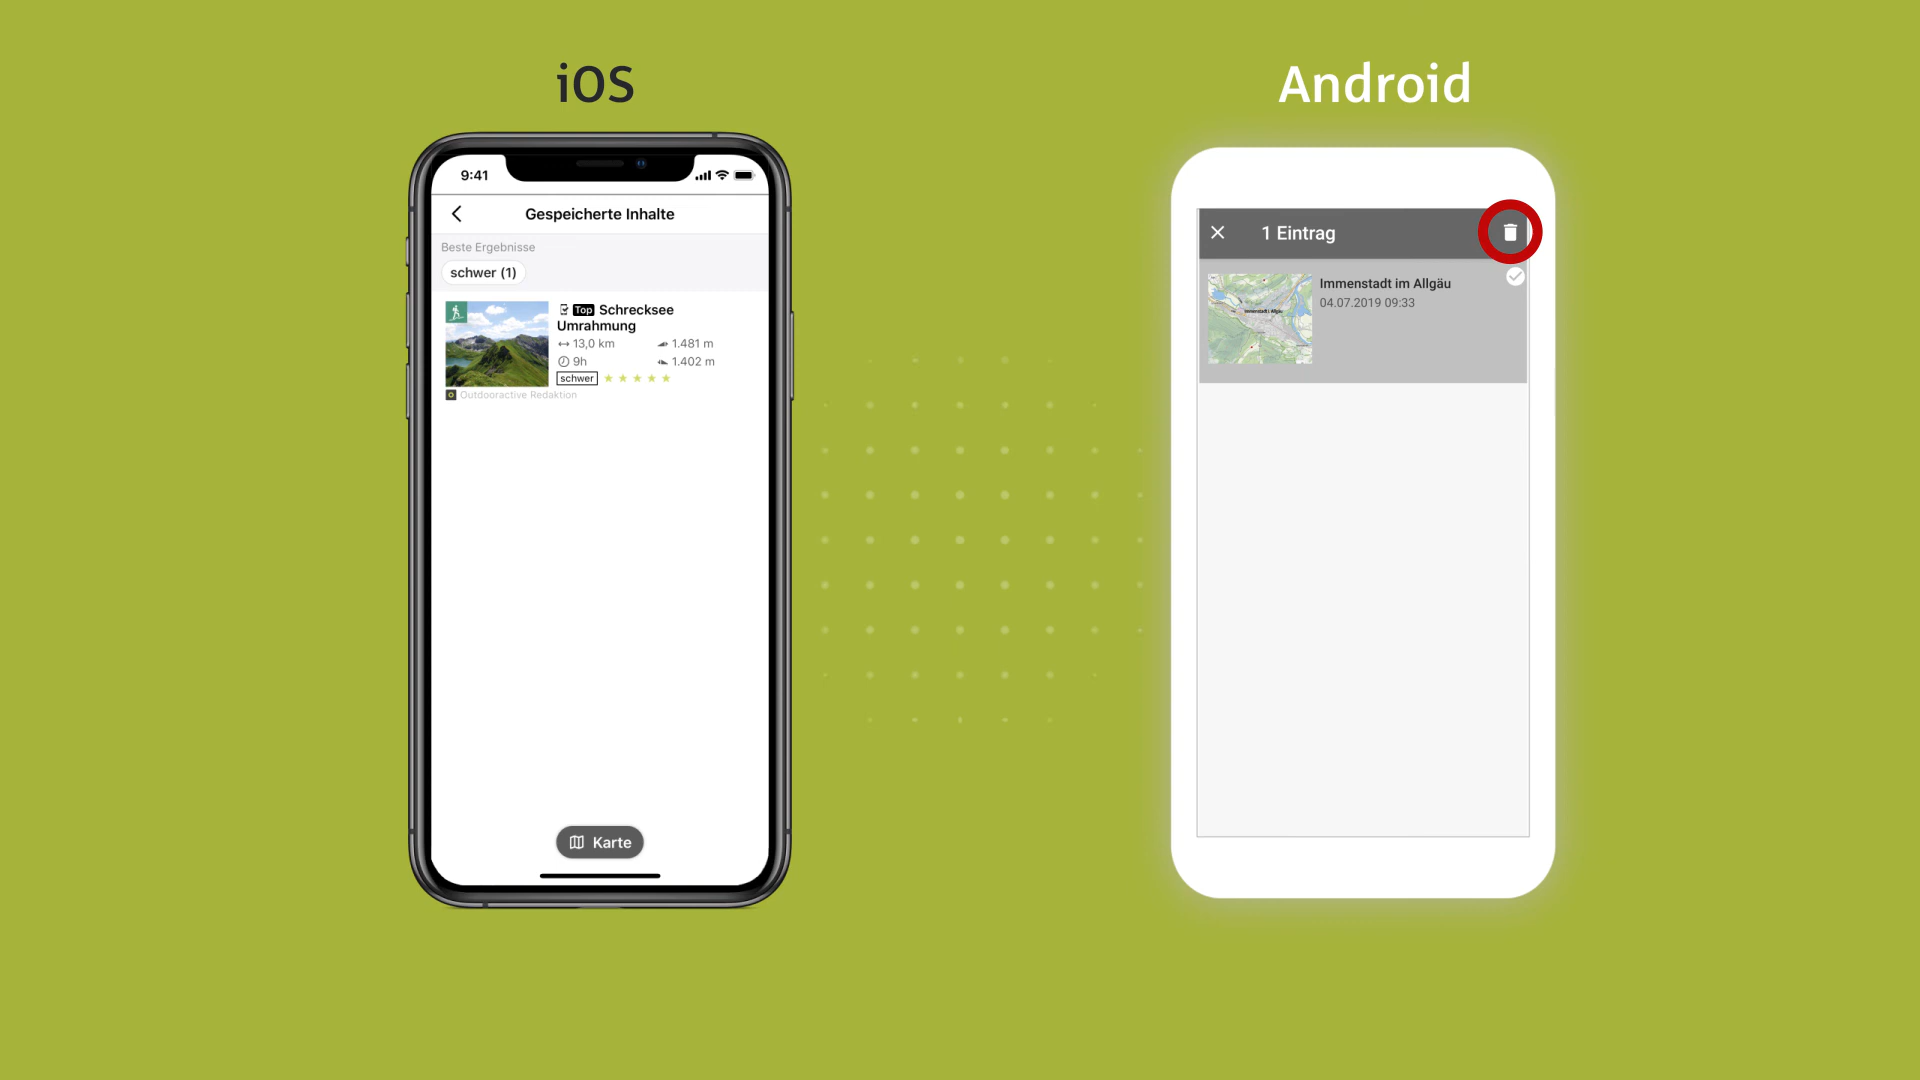 iOS
Android
9:41
Gespeicherte Inhalte
Beste Ergebnisse
schwer (1)
Top Schrecksee
Umrahmung
13,0 km
1.481 m
9h
1.402 m
schwer
Outdooractive Redaktion
Karte
1 Eintrag
Immenstadt im Allgäu
04.07.2019 09:33